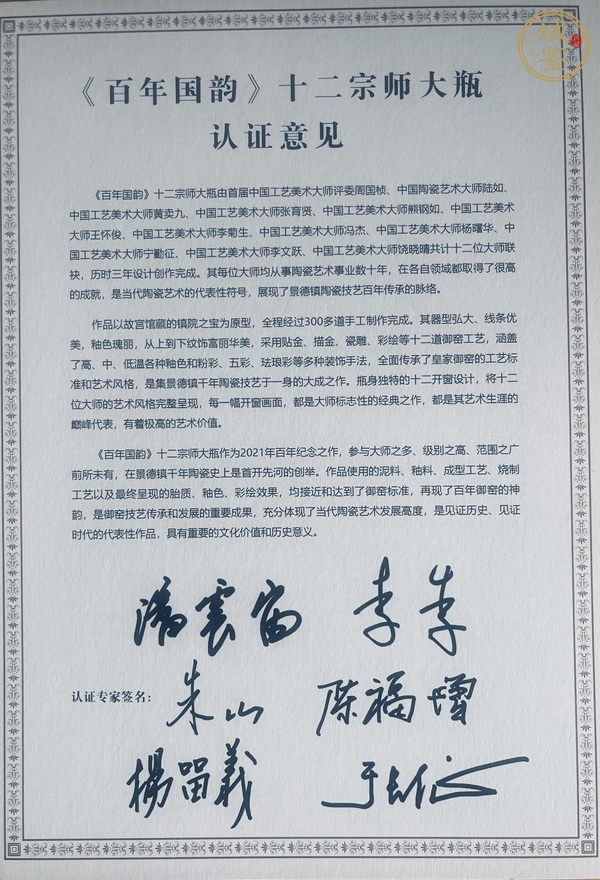 《百年国韵》十二宗师大瓶
认证意见
《百年国韵》十二宗师大瓶由首届中国工艺美术大师评委周国桢、中国陶瓷艺术大师陆如、
中国工艺美术大师黄卖九、中国工艺美术大师张育贤、中国工艺美术大师熊钢如、中国工艺美术
大师王怀俊、中国工艺美术大师李菊生、中国工艺美术大师冯杰、中国工艺美术大师杨曙华、中
国工艺美术大师宁勤征、中国工艺美术大师李文跃、中国工艺美术大师饶晓晴共计十二位大师联
袂，历时三年设计创作完成。其每位大师均从事陶瓷艺术事业数十年，在各自领域都取得了很高
的成就，是当代陶瓷艺术的代表性符号，展现了景德镇陶瓷技艺百年传承的脉络。
作品以故宫馆藏的镇院之宝为原型，全程经过300多道手工制作完成。其器型弘大、线条优
美，釉色瑰丽，从上到下纹饰富丽华美，采用贴金、描金、瓷雕、彩绘等十二道御窑工艺，涵盖
了高、中、低温各种釉色和粉彩、五彩、珐琅彩等多种装饰手法，全面传承了皇家御窑的工艺标
准和艺术风格，是集景德镇千年陶瓷技艺于一身的大成之作。瓶身独特的十二开窗设计，将十二
位大师的艺术风格完整呈现，每一幅开窗画面，都是大师标志性的经典之作，都是其艺术生涯的
巅峰代表，有着极高的艺术价值。
《百年国韵》十二宗师大瓶作为2021年百年纪念之作，参与大师之多、级别之高、范围之广
前所未有，在景德镇千年陶瓷史上是首开先河的创举。作品使用的泥料、釉料、成型工艺、烧制
工艺以及最终呈现的胎质、釉色、彩绘效果，均接近和达到了御窑标准，再现了百年御窑的神
韵，是御窑技艺传承和发展的重要成果，充分体现了当代陶瓷艺术发展高度，是见证历史、见证
时代的代表性作品，具有重要的文化价值和历史意义。
认证专家签名：
朱山 陈福增
楊留義